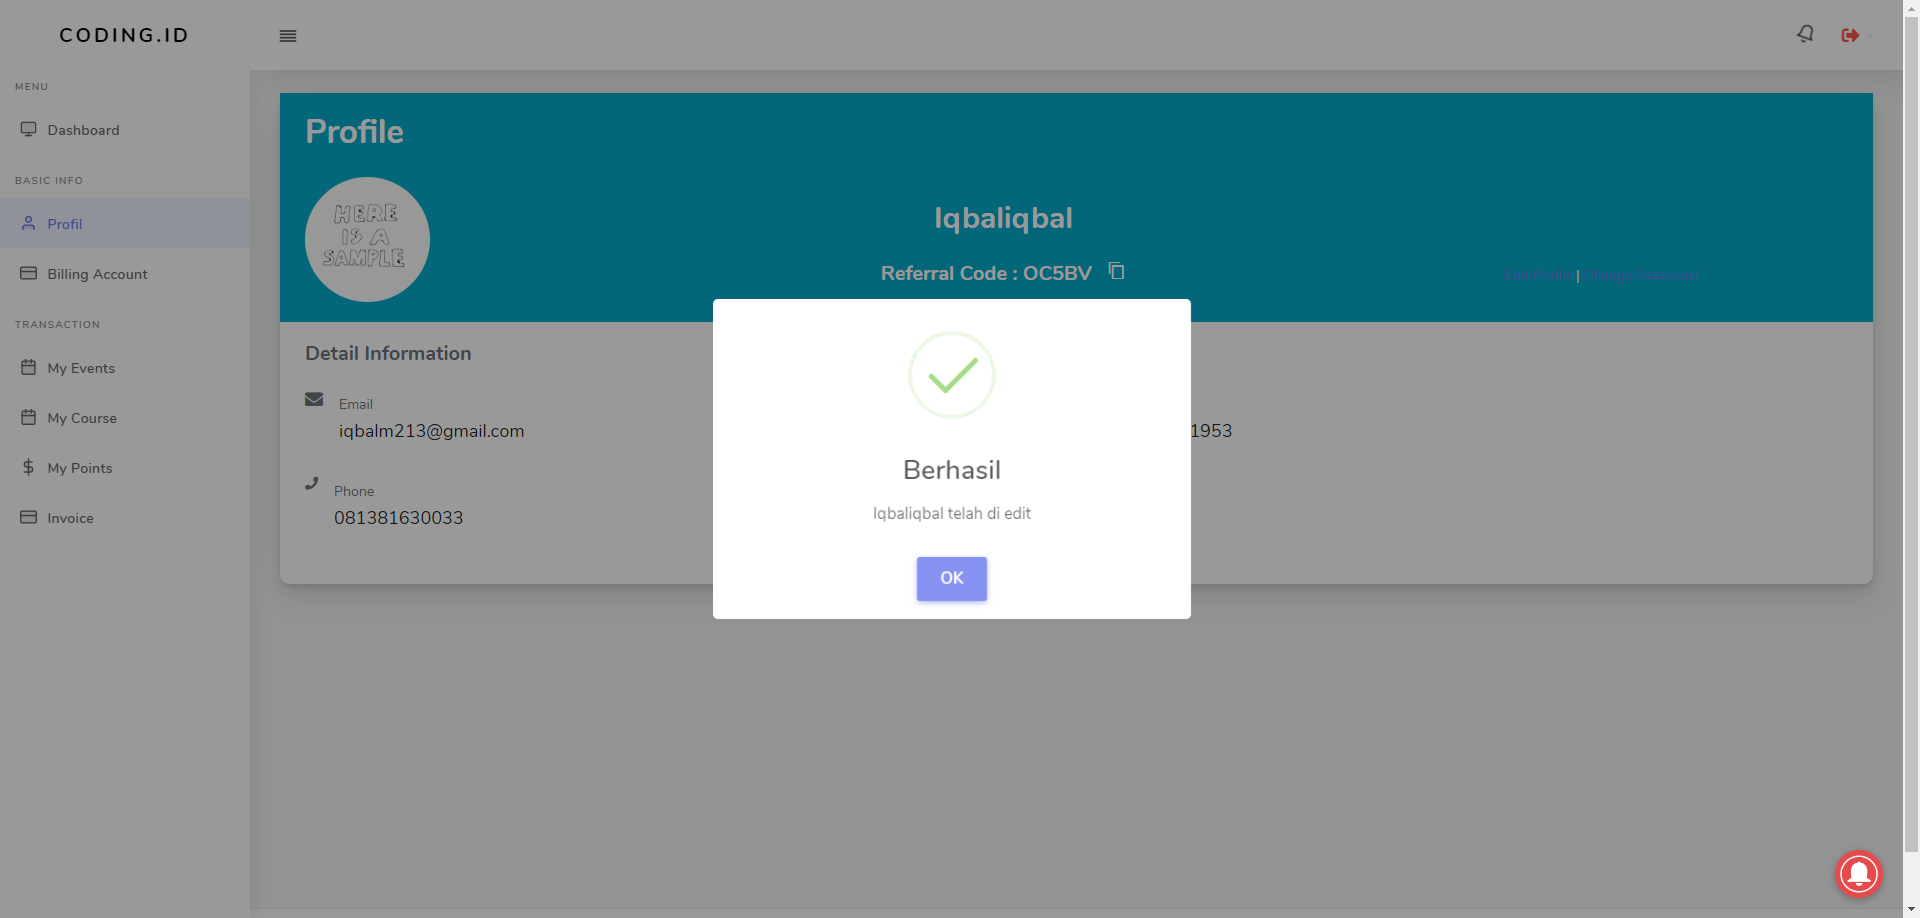 CODING.ID
MENU
Dashboard
BASIC INFO
Profil
Billing Account
TRANSACTION
My Events
My Course
My Points
Invoice
Profile
HERE
IS A
SAMPLE
Iqbaliqbal
Referral Code : OC5BV
Edit Profile | Change Password
Detail Information
Email
iqbalm213@gmail.com
1953
Phone
081381630033
Berhasil
Iqbaliqbal telah di edit
OK